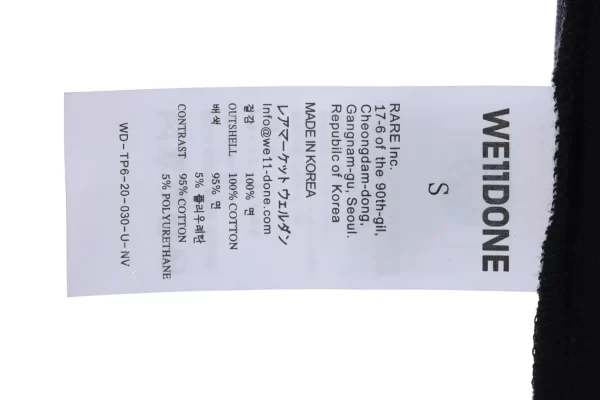 WE11DONE
S
RARE Inc.
17-6 of the 90th-gil,
Cheongdam-dong,
Gangnam-gu, Seoul.
Republic of Korea
MADE IN KOREA
レアマーケット ウェルダン
Info@we11-done.com
겉감 100% 면
OUTSHELL 100% COTTON
배색 95% 면
5% 폴리우레탄
CONTRAST 95% COTTON
5% POLYURETHANE
WD-TP6-20-030-U-NV